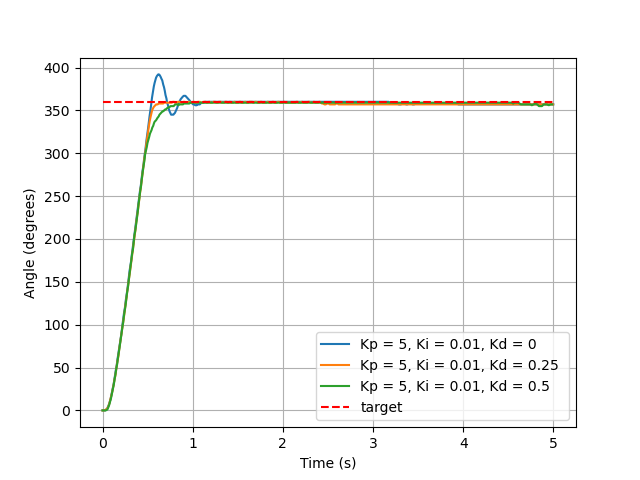 400
350
300
250
200
150
100
50
0
Angle (degrees)
Kp = 5, Ki = 0.01, Kd = 0
Kp = 5, Ki = 0.01, Kd = 0.25
Kp = 5, Ki = 0.01, Kd = 0.5
target
0 1 2 3 4 5
Time (s)